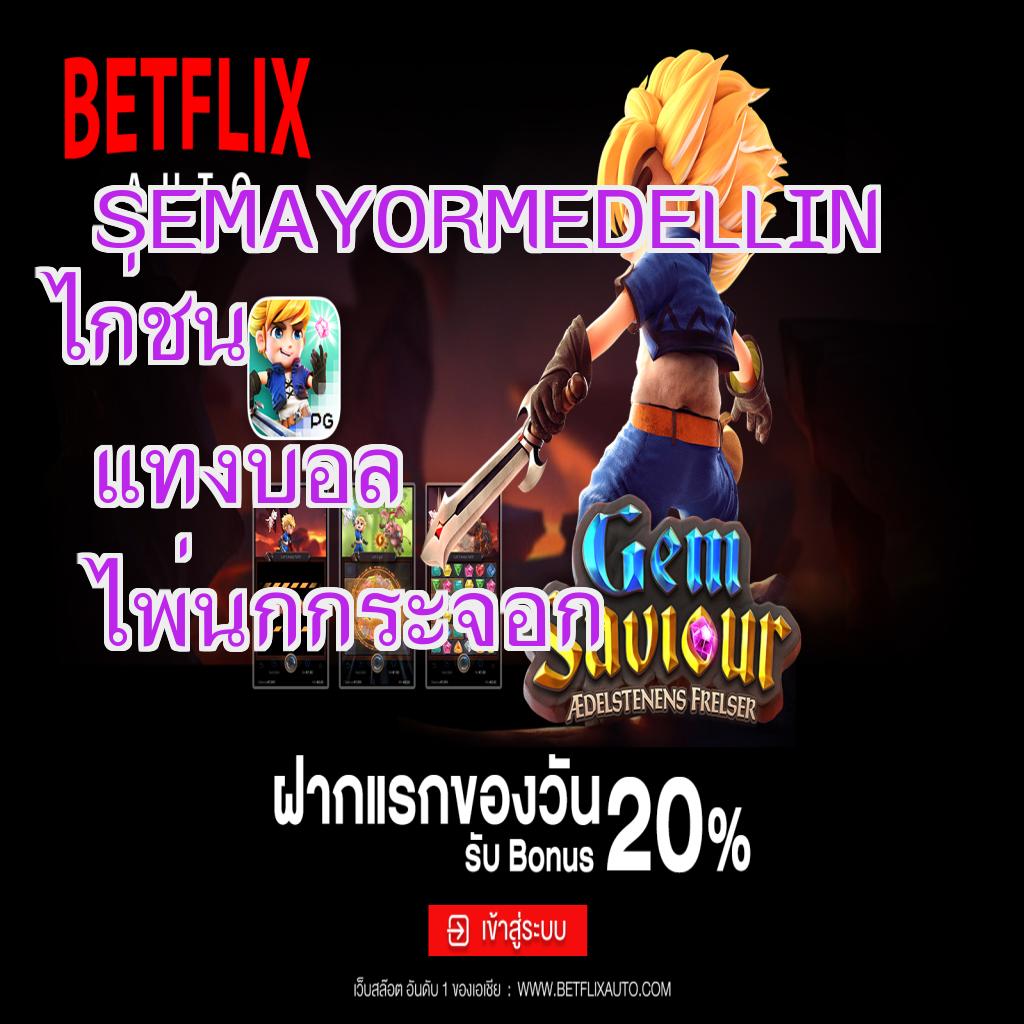 BETFLIX
AUTO
SEMAYORMEDELLIN
ไก่ชน
PG
แทงบอล
ไพ่นกกระจอก
Gem
Saviour
ÆDELSTENENS FRELSER
ฝากแรกของวัน
รับ Bonus 20%
เข้าสู่ระบบ
เว็บสล๊อต อันดับ 1 ของเอเชีย : WWW.BETFLIXAUTO.COM